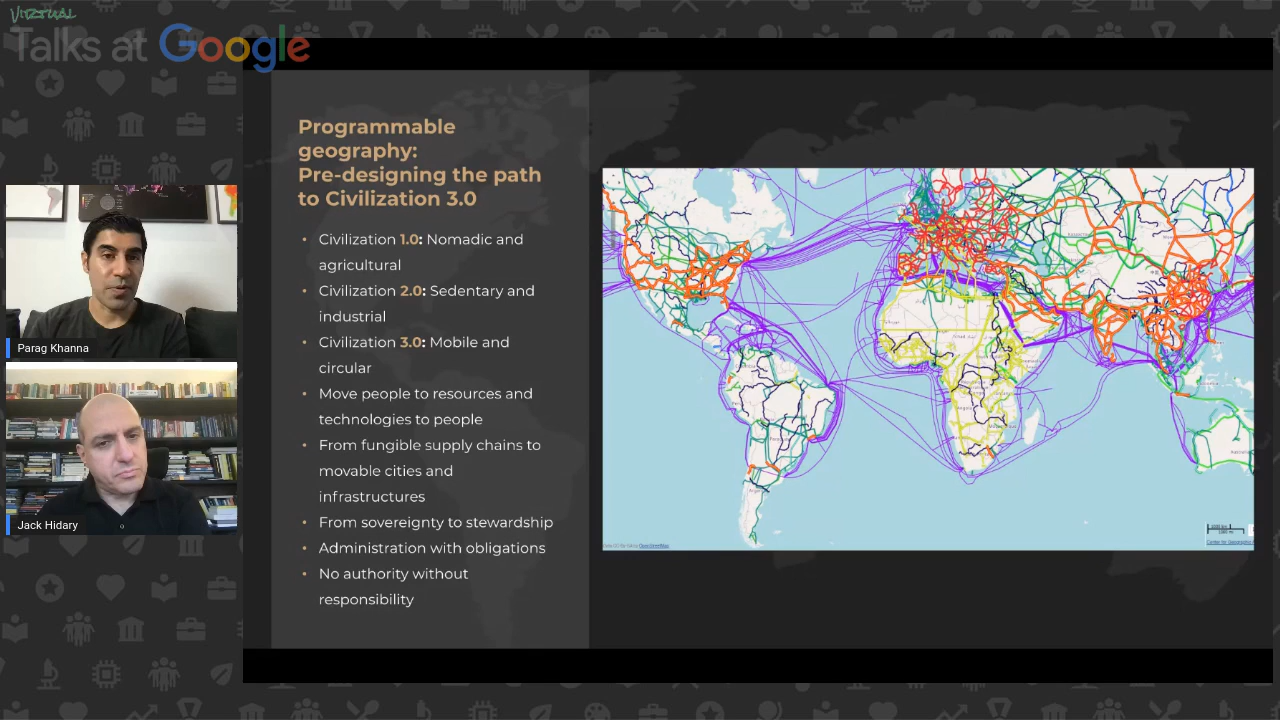 VIRTUAL
Talks at Google
Programmable
geography:
Pre-designing the path
to Civilization 3.0
• Civilization 1.0: Nomadic and
agricultural
• Civilization 2.0: Sedentary and
industrial
• Civilization 3.0: Mobile and
circular
• Move people to resources and
technologies to people
• From fungible supply chains to
movable cities and
infrastructures
• From sovereignty to stewardship
• Administration with obligations
• No authority without
responsibility
Parag Khanna
Jack Hidary